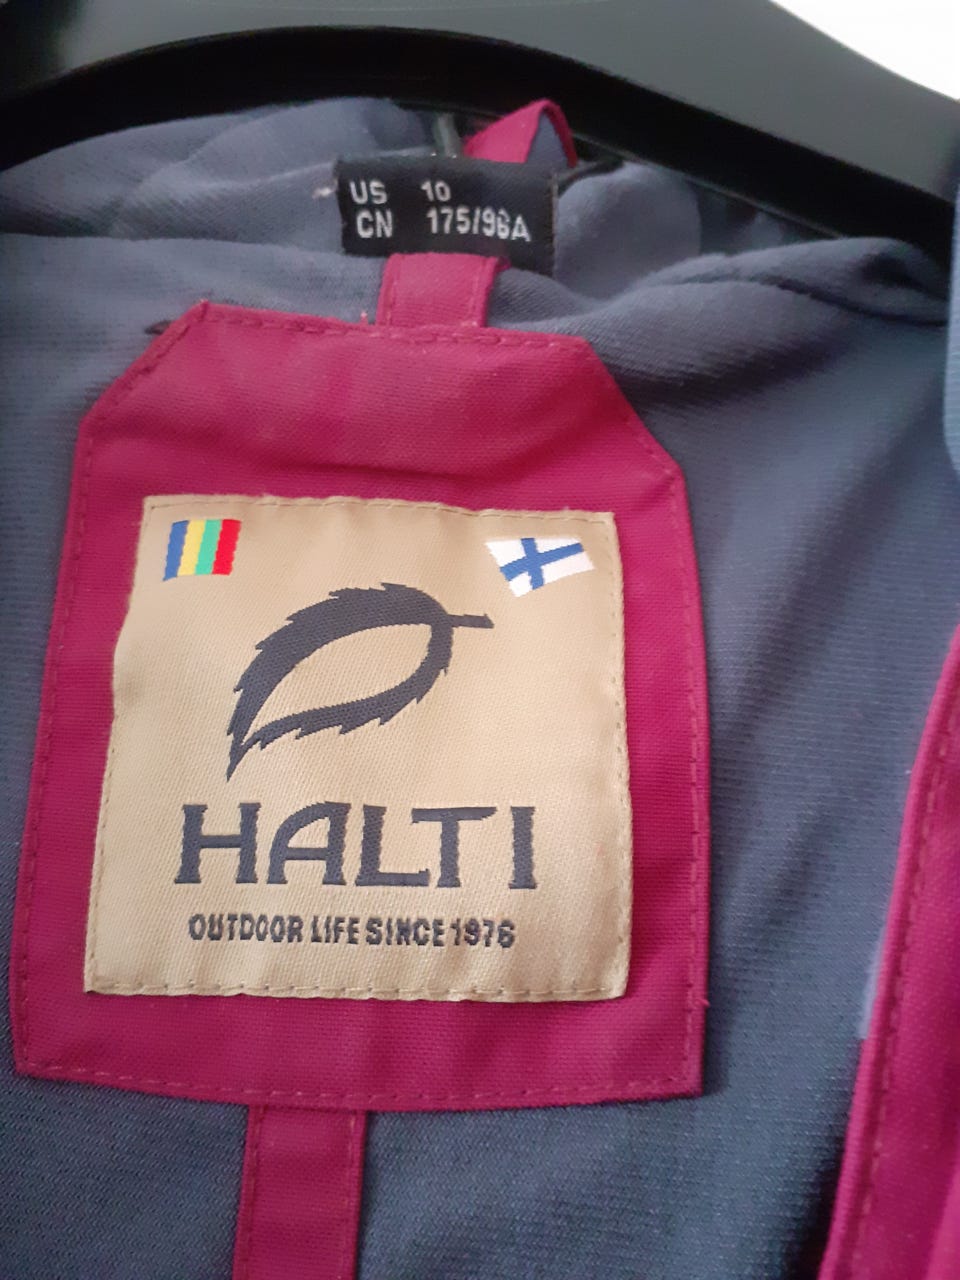 US 10
CN 175/96A
HALTI
OUTDOOR LIFE SINCE 1976